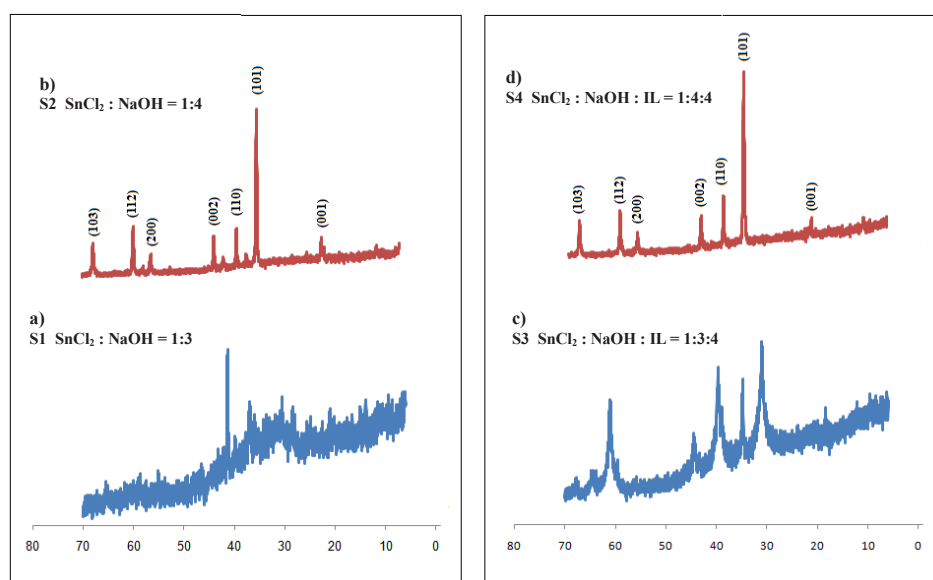 b)
S2 SnCl₂ : NaOH = 1:4
(103)
(112)
(200)
(002)
(110)
(101)
(001)
a)
S1 SnCl₂ : NaOH = 1:3
80 70 60 50 40 30 20 10 0
d)
S4 SnCl₂ : NaOH : IL = 1:4:4
(103)
(112)
(200)
(002)
(110)
(101)
(001)
c)
S3 SnCl₂ : NaOH : IL = 1:3:4
80 70 60 50 40 30 20 10 0